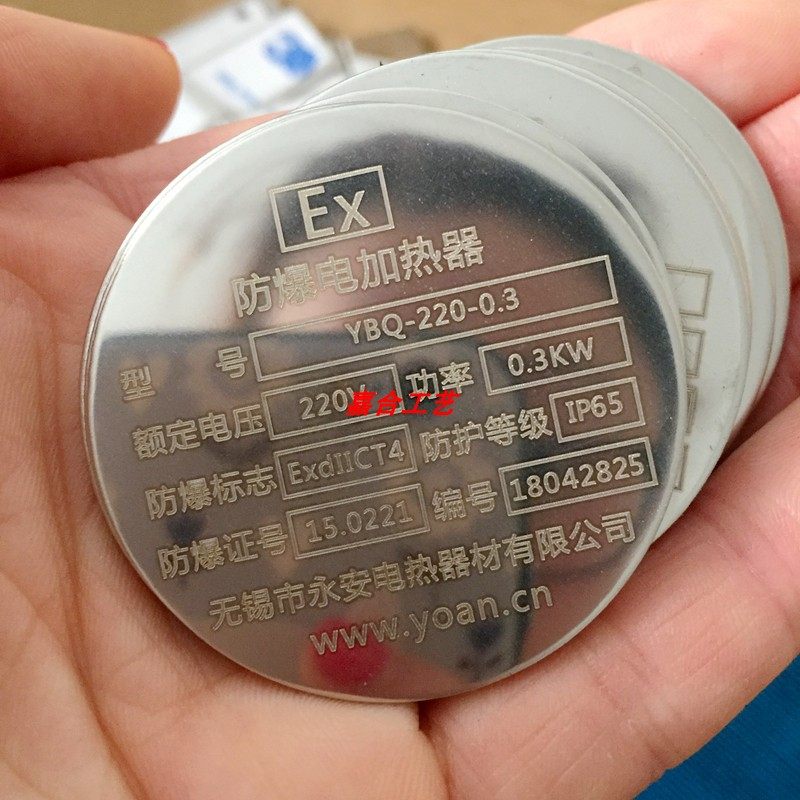 Ex
防爆电加热器
型 号 YBQ-220-0.3
额定电压 220V 功率 0.3KW
防爆标志 ExdIICT4 防护等级 IP65
防爆证号 15.0221 编号 18042825
无锡市永安电热器材有限公司
www.yoan.cn
嘉合工艺